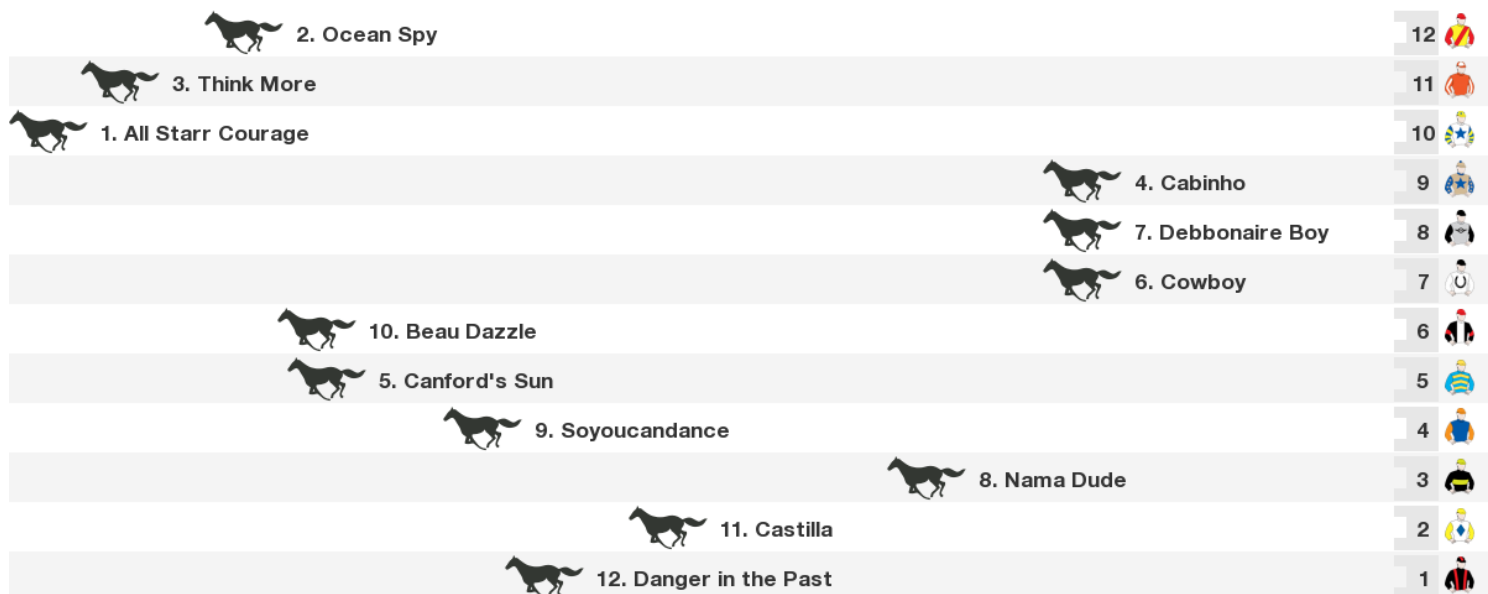 2. Ocean Spy 12
3. Think More 11
1. All Starr Courage 10
4. Cabinho 9
7. Debbonaire Boy 8
6. Cowboy 7
10. Beau Dazzle 6
5. Canford's Sun 5
9. Soyoucandance 4
8. Nama Dude 3
11. Castilla 2
12. Danger in the Past 1